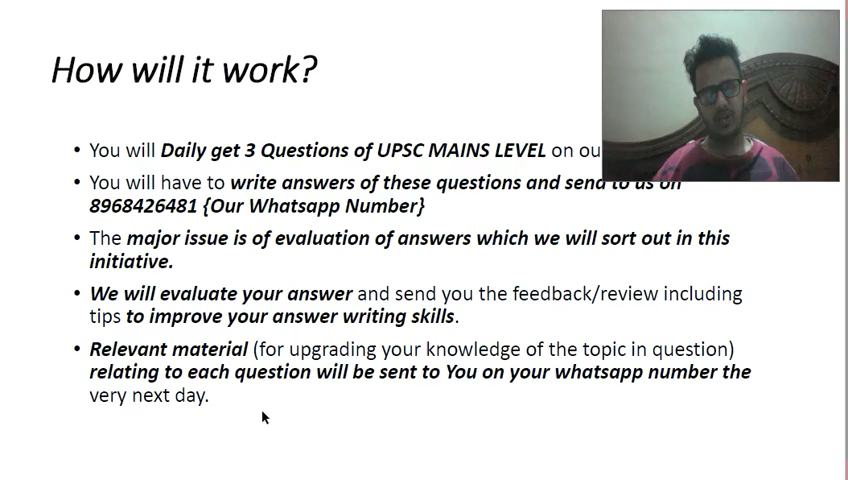 How will it work?
• You will Daily get 3 Questions of UPSC MAINS LEVEL on
• You will have to write answers of these questions and send to us on
8968426481 {Our Whatsapp Number}
• The major issue is of evaluation of answers which we will sort out in this
initiative.
• We will evaluate your answer and send you the feedback/review including
tips to improve your answer writing skills.
• Relevant material (for upgrading your knowledge of the topic in question)
relating to each question will be sent to You on your whatsapp number the
very next day.